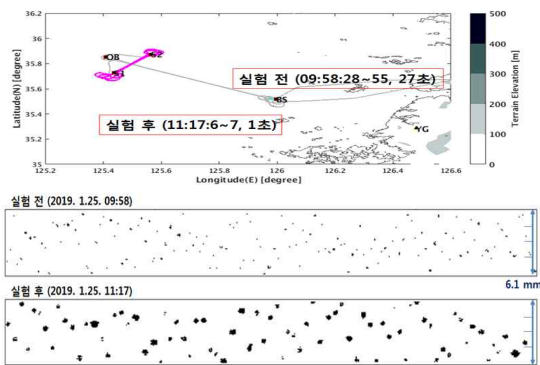 36.2
36
35.8
35.6
35.4
35.2
35
Latitude(N) [degree]
OB
S2
S1
BS
YG
실험 전 (09:58:28~55, 27초)
실험 후 (11:17:6~7, 1초)
125.2
125.4
125.6
125.8
126
126.2
126.4
126.6
Longitude(E) [degree]
500
400
300
200
100
0
Terrain Elevation [m]
실험 전 (2019. 1.25. 09:58)
6.1 mm
실험 후 (2019. 1.25. 11:17)